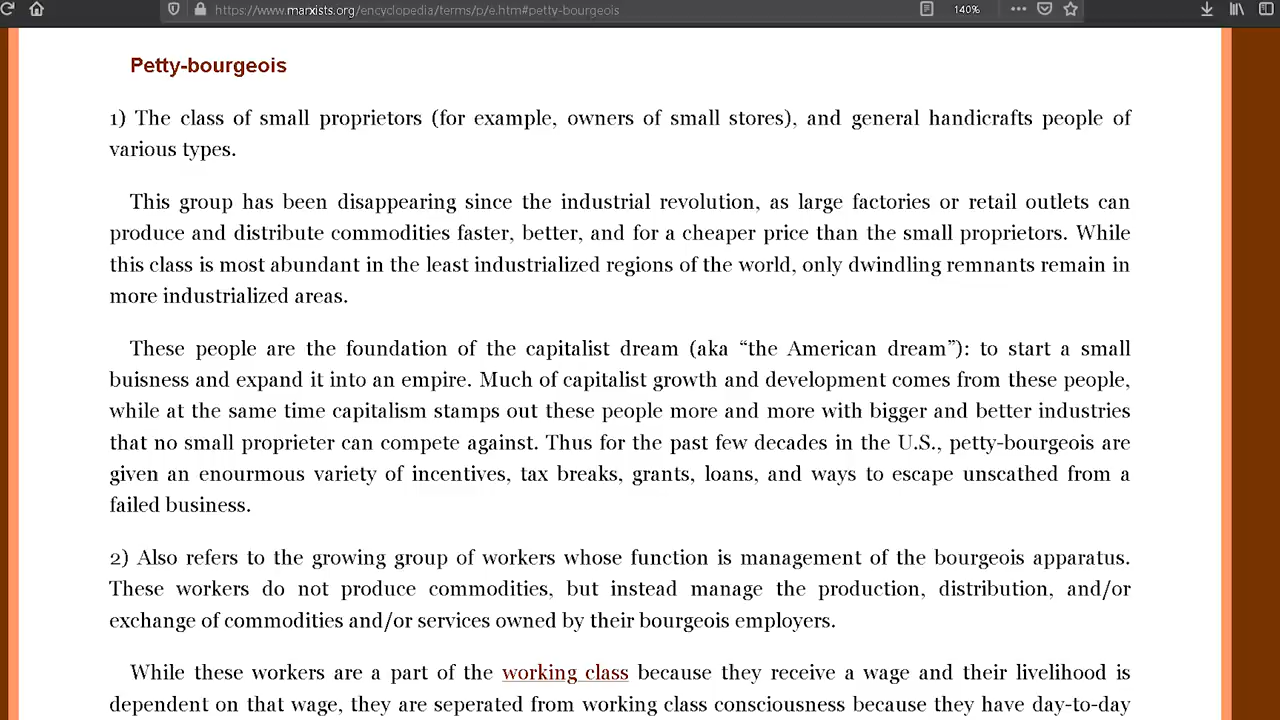 https://www.marxists.org/encyclopedia/terms/p/e.htm#petty-bourgeois
140%
Petty-bourgeois
1) The class of small proprietors (for example, owners of small stores), and general handicrafts people of
various types.
This group has been disappearing since the industrial revolution, as large factories or retail outlets can
produce and distribute commodities faster, better, and for a cheaper price than the small proprietors. While
this class is most abundant in the least industrialized regions of the world, only dwindling remnants remain in
more industrialized areas.
These people are the foundation of the capitalist dream (aka “the American dream”): to start a small
buisness and expand it into an empire. Much of capitalist growth and development comes from these people,
while at the same time capitalism stamps out these people more and more with bigger and better industries
that no small proprieter can compete against. Thus for the past few decades in the U.S., petty-bourgeois are
given an enourmous variety of incentives, tax breaks, grants, loans, and ways to escape unscathed from a
failed business.
2) Also refers to the growing group of workers whose function is management of the bourgeois apparatus.
These workers do not produce commodities, but instead manage the production, distribution, and/or
exchange of commodities and/or services owned by their bourgeois employers.
While these workers are a part of the working class because they receive a wage and their livelihood is
dependent on that wage, they are seperated from working class consciousness because they have day-to-day